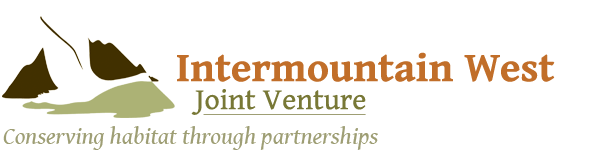 Intermountain West
Joint Venture
Conserving habitat through partnerships